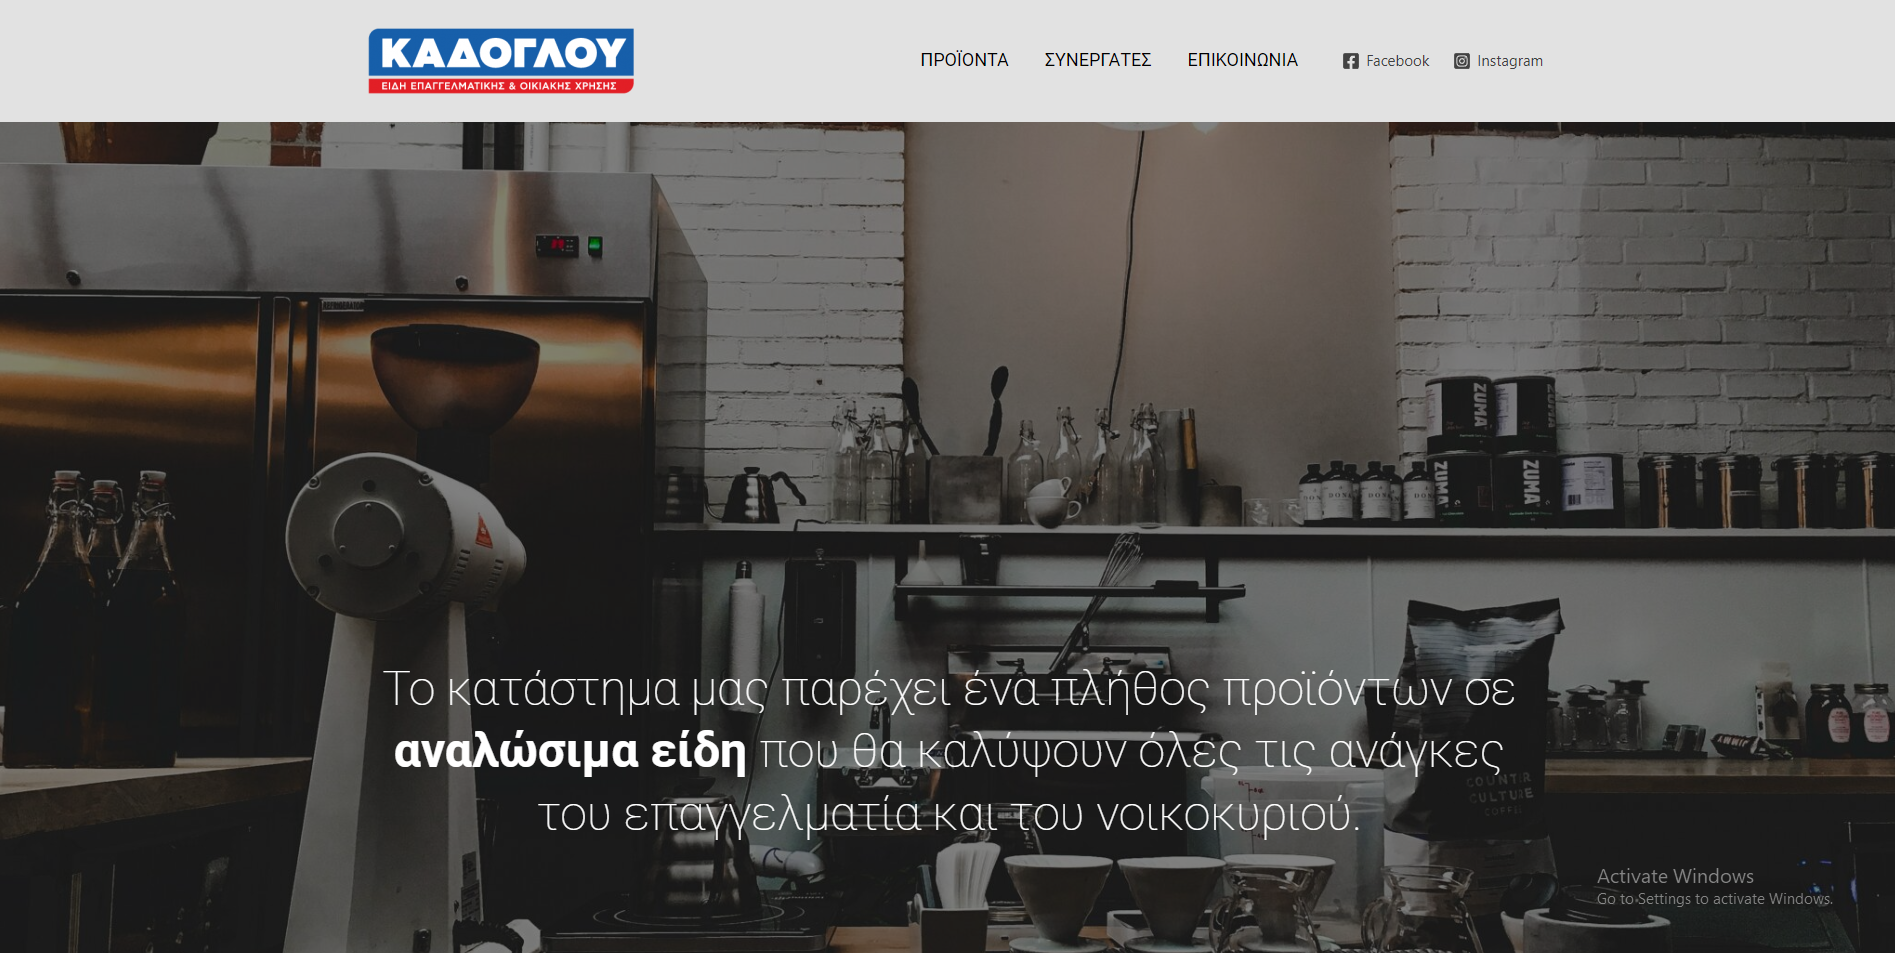 ΚΑΔΟΓΛΟΥ
ΕΙΔΗ ΕΠΑΓΓΕΛΜΑΤΙΚΗΣ & ΟΙΚΙΑΚΗΣ ΧΡΗΣΗΣ
ΠΡΟΪΟΝΤΑ ΣΥΝΕΡΓΑΤΕΣ ΕΠΙΚΟΙΝΩΝΙΑ Facebook Instagram
ZUMA
ZUMA ZUMA
DONA
Το κατάστημα μας παρέχει ένα πλήθος προϊόντων σε
αναλώσιμα είδη που θα καλύψουν όλες τις ανάγκες
του επαγγελματία και του νοικοκυριού.
COUNTER
CULTURE
COFFEE
Activate Windows
Go to Settings to activate Windows.